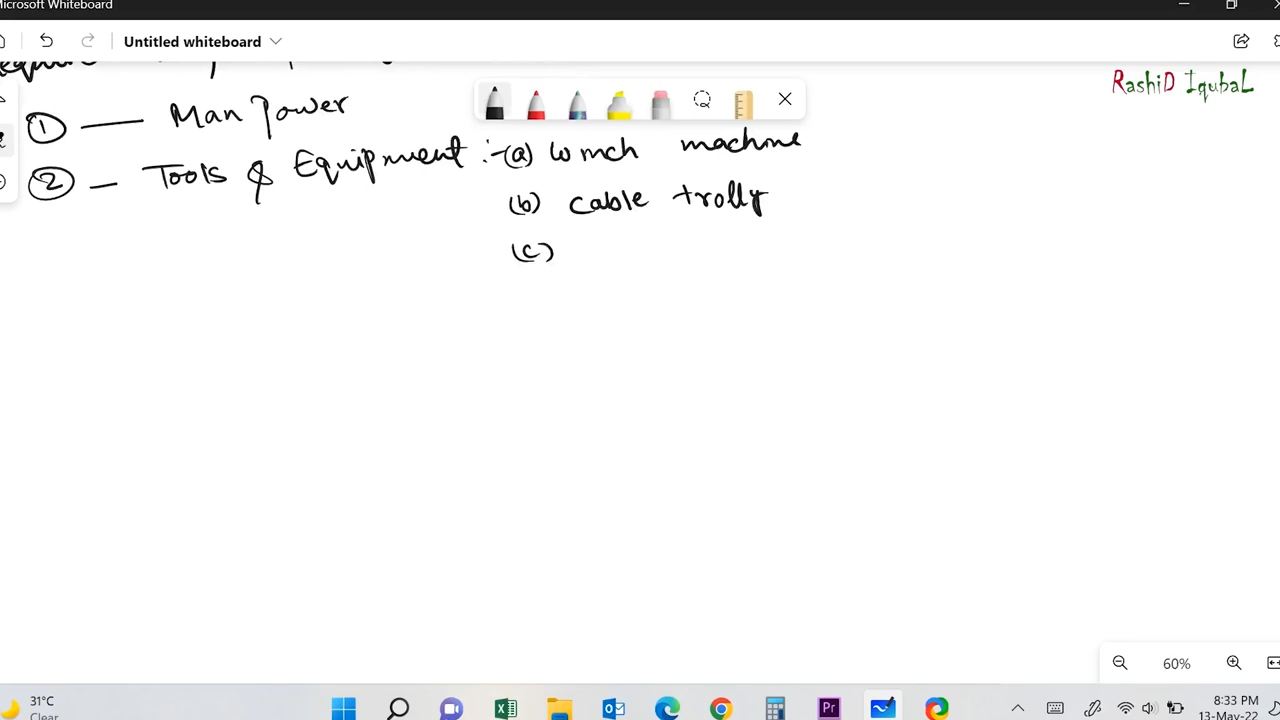 Microsoft Whiteboard
Untitled whiteboard
RashiD IqubaL
① — Man Power
② — Tools & Equipment :- (a) Winch machine
(b) cable trolly
(c)
60%
31°C
Clear
8:33 PM
13-May-22